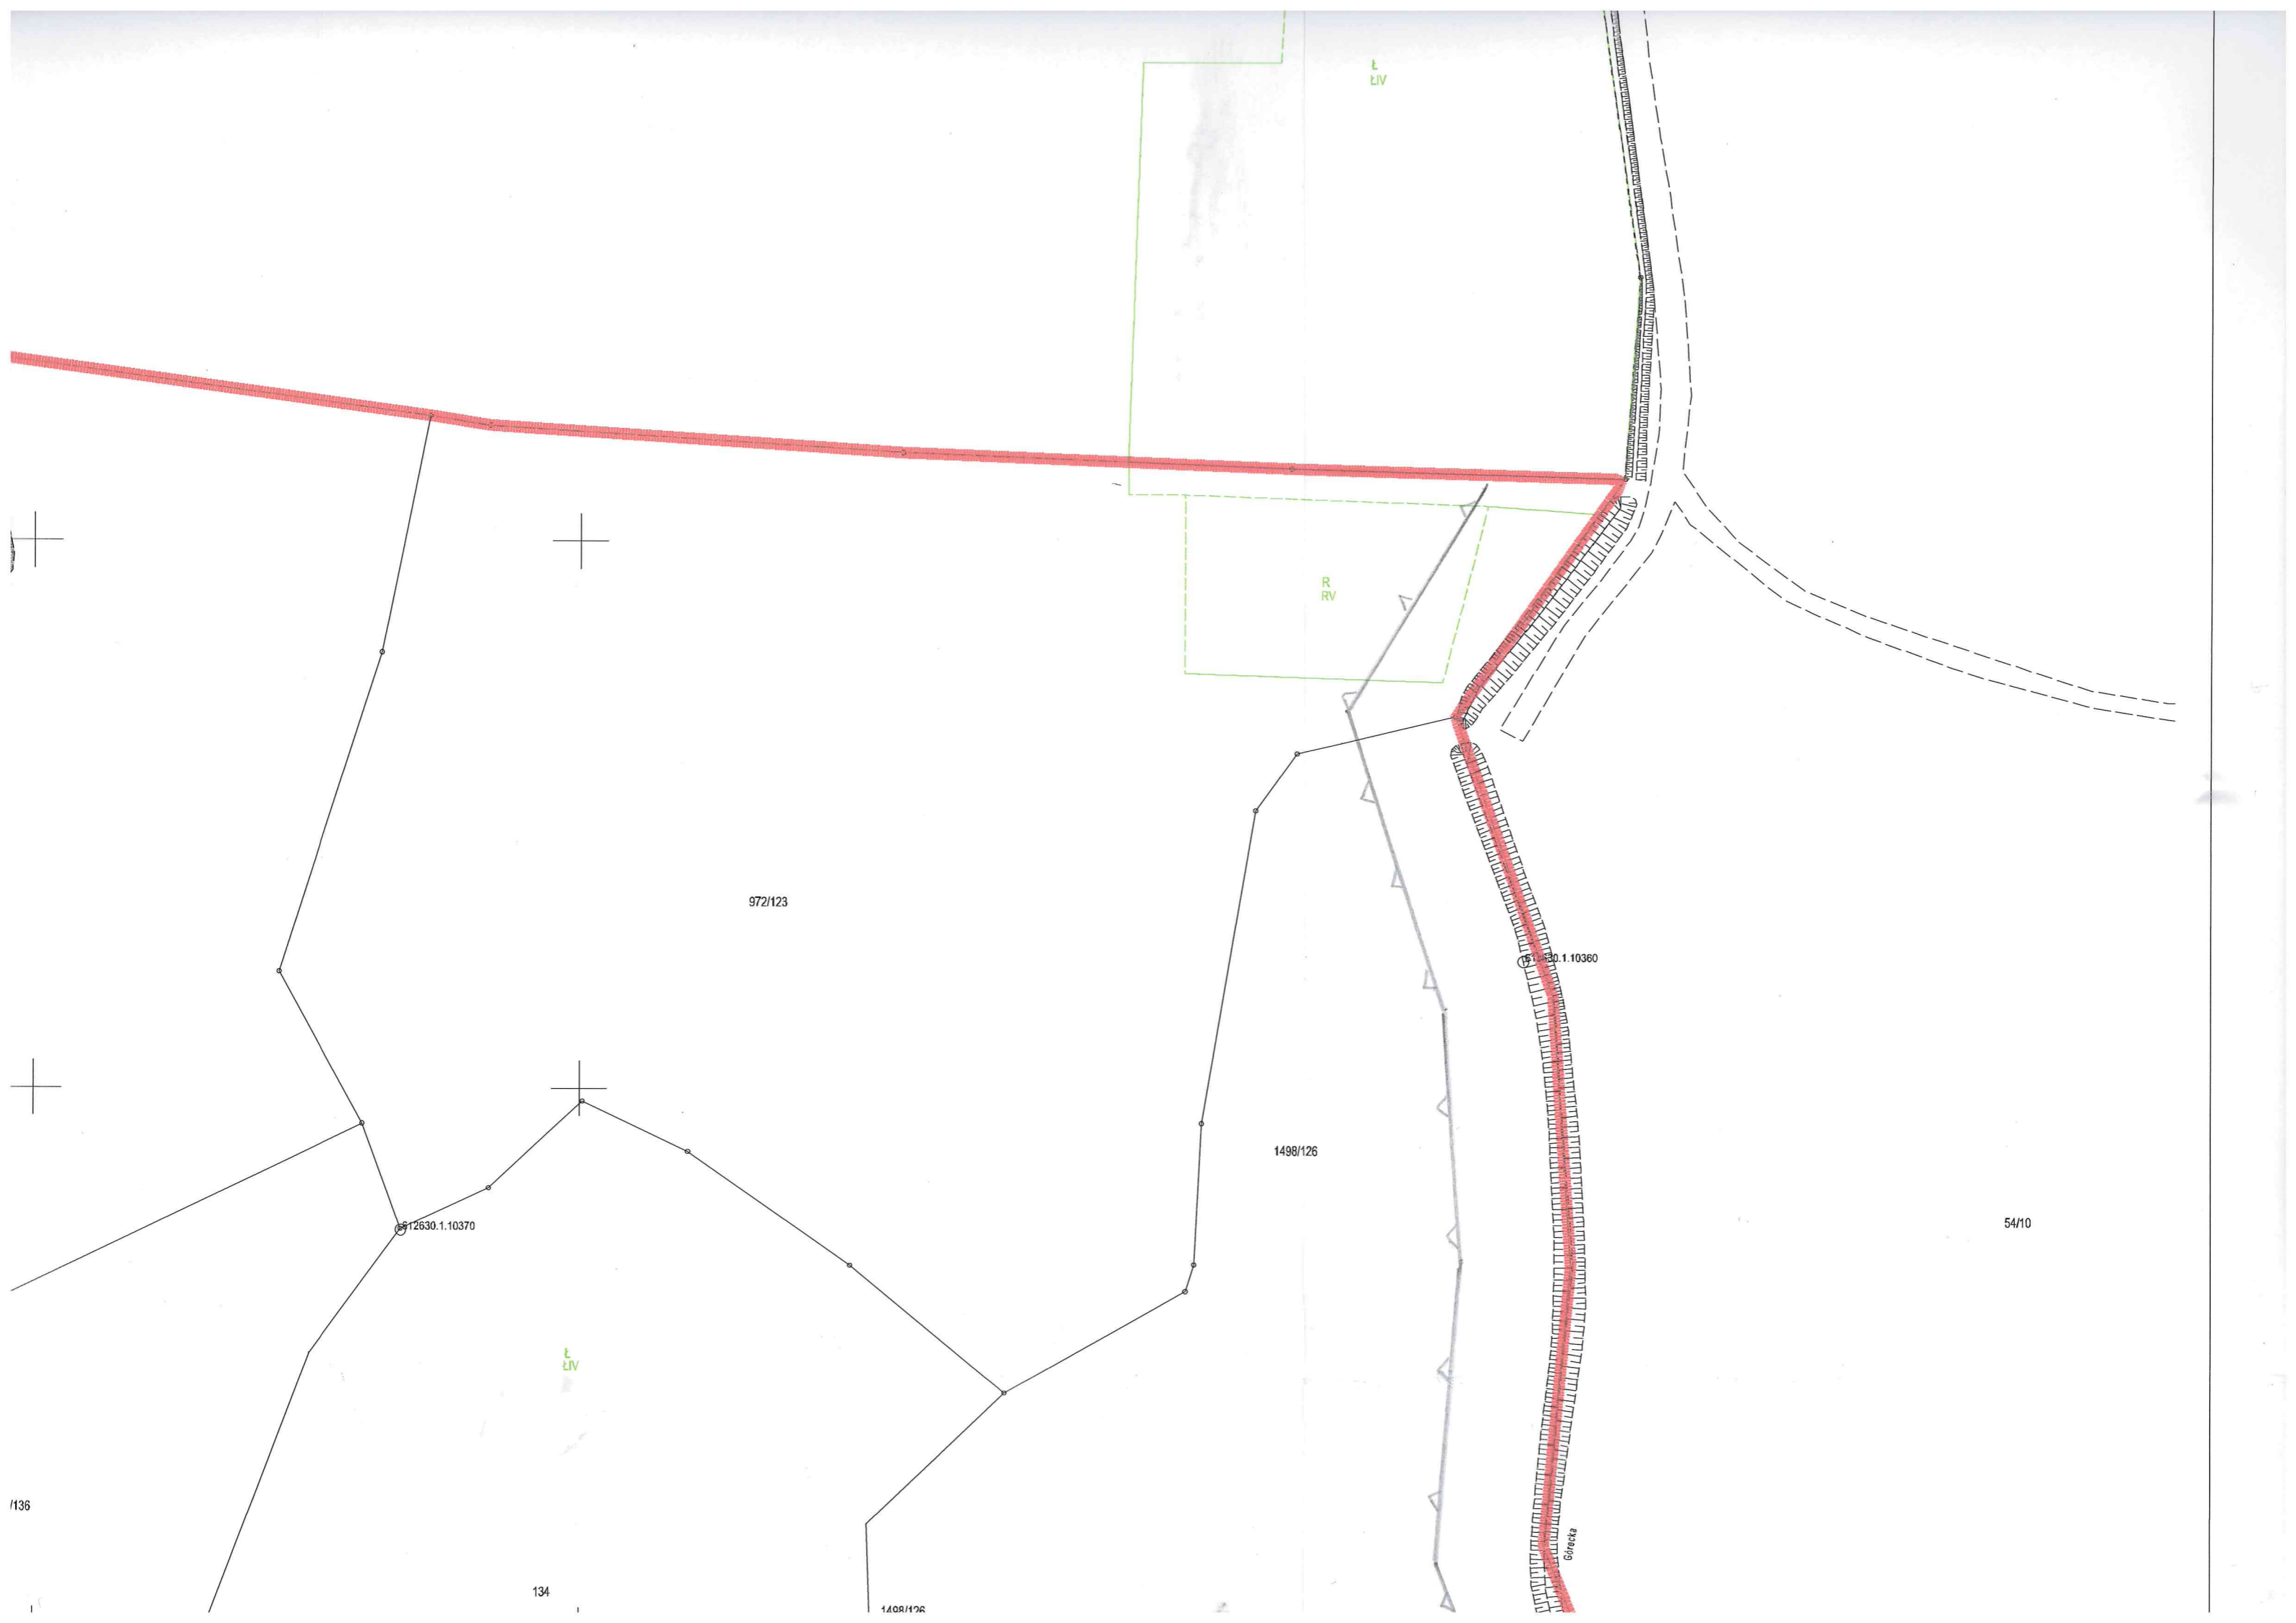 Ł
ŁIV
R
RV
972/123
612630.1.10360
1498/126
54/10
612630.1.10370
Ł
ŁIV
/136
Górecka
134
1498/126